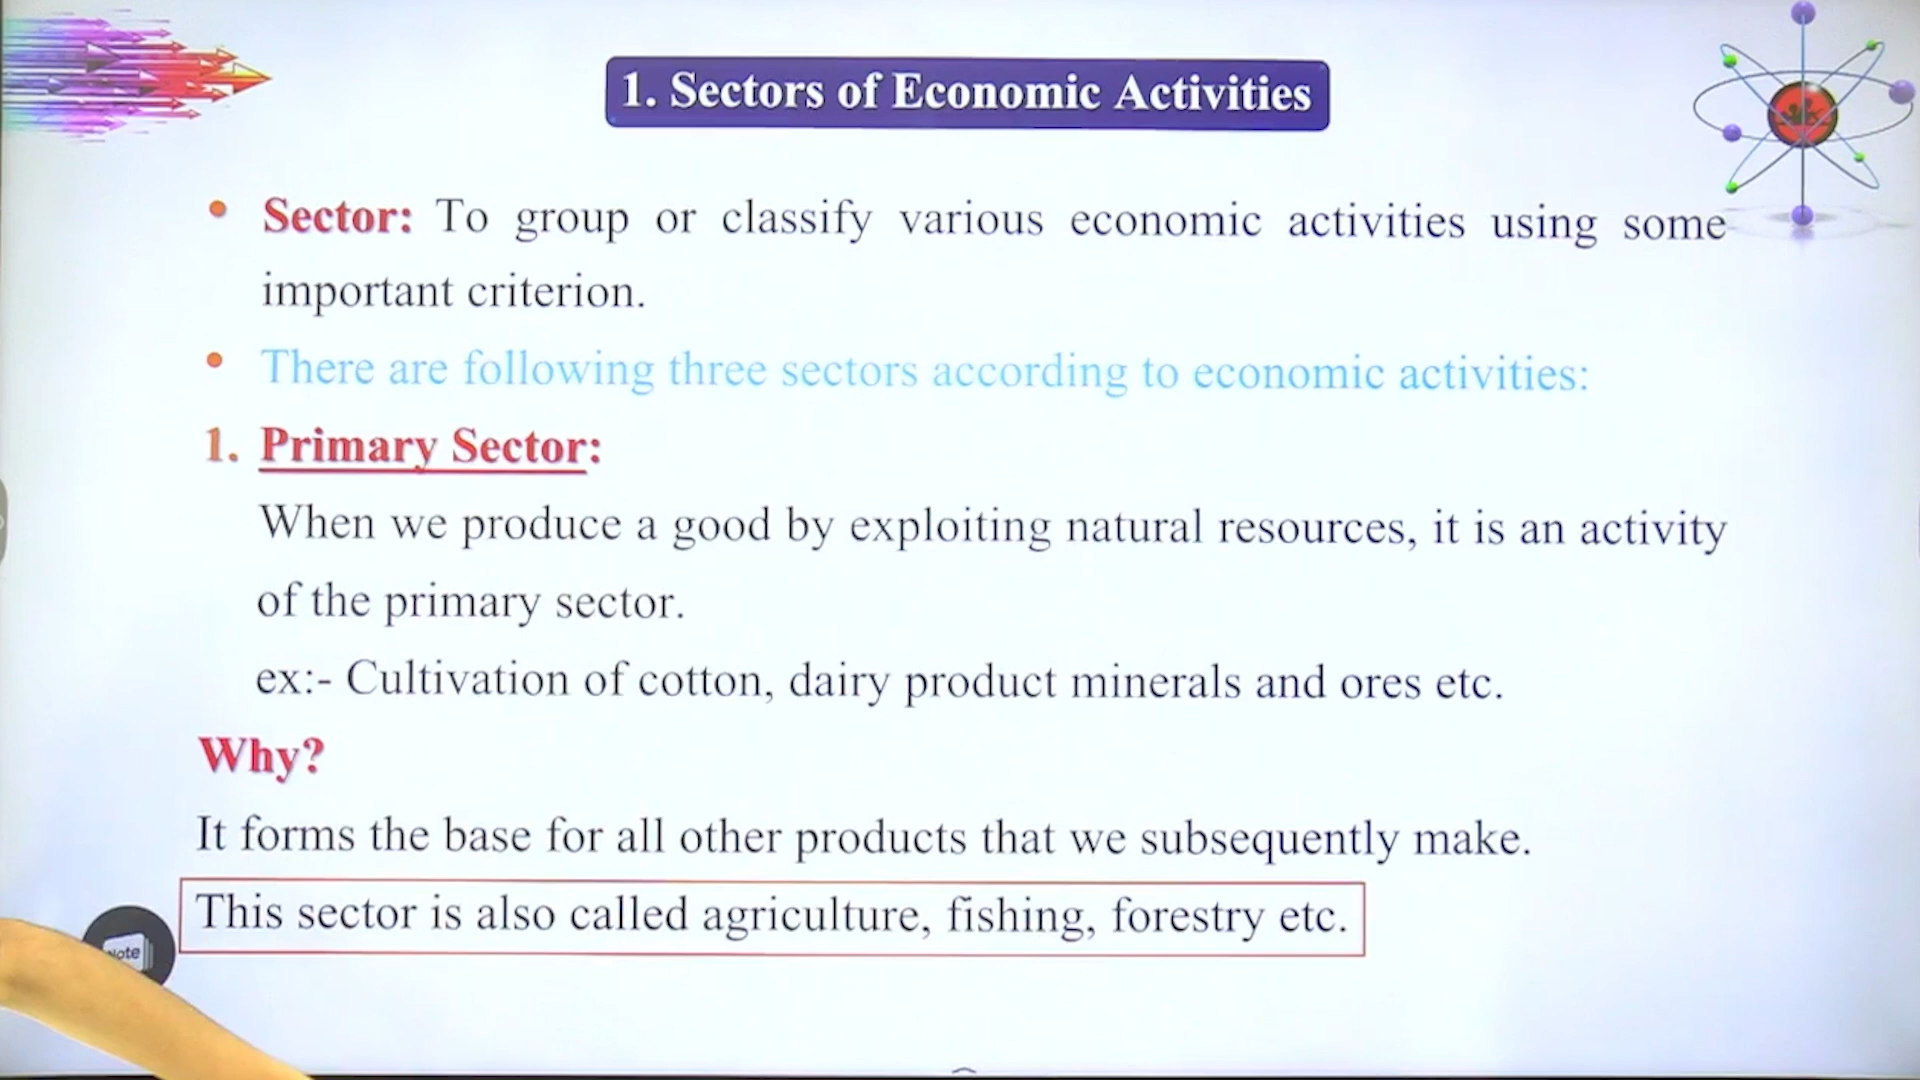 1. Sectors of Economic Activities
• Sector: To group or classify various economic activities using some
important criterion.
• There are following three sectors according to economic activities:
1. Primary Sector:
When we produce a good by exploiting natural resources, it is an activity
of the primary sector.
ex:- Cultivation of cotton, dairy product minerals and ores etc.
Why?
It forms the base for all other products that we subsequently make.
This sector is also called agriculture, fishing, forestry etc.
Note